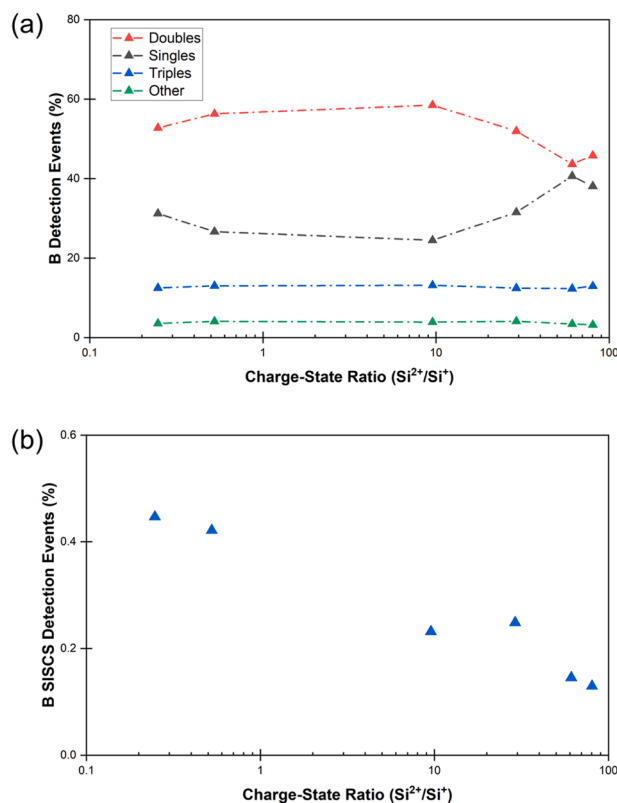 (a)
80
60
40
20
0
B Detection Events (%)
Doubles
Singles
Triples
Other
0.1
1
10
100
Charge-State Ratio (Si²⁺/Si⁺)
(b)
0.6
0.4
0.2
0.0
B SISCS Detection Events (%)
0.1
1
10
100
Charge-State Ratio (Si²⁺/Si⁺)